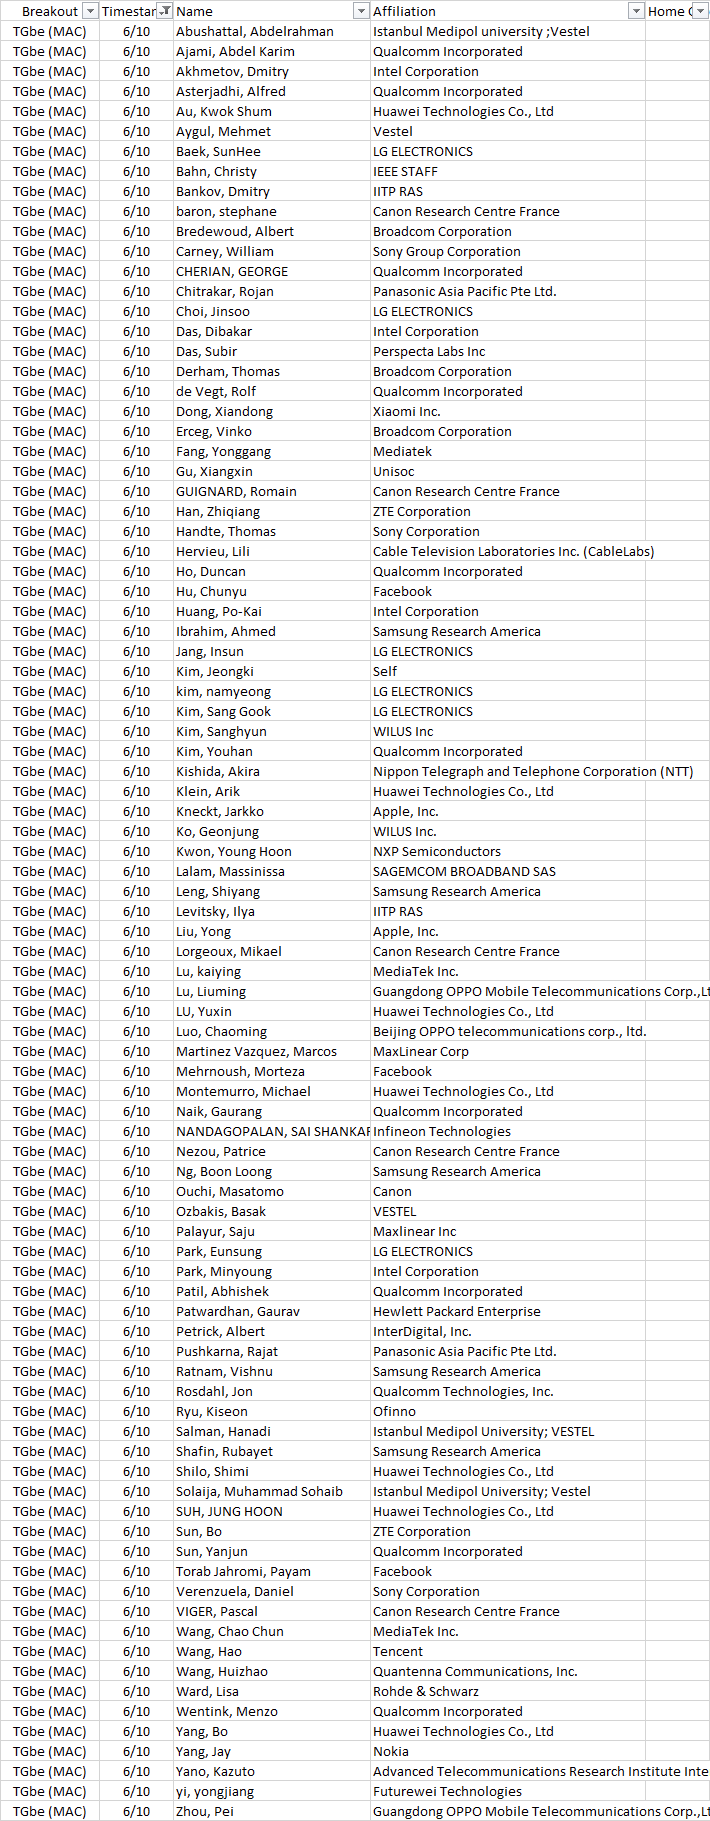 Breakout Timestar Name Affiliation Home C
TGbe (MAC) 6/10 Abushattal, Abdelrahman Istanbul Medipol university ;Vestel
TGbe (MAC) 6/10 Ajami, Abdel Karim Qualcomm Incorporated
TGbe (MAC) 6/10 Akhmetov, Dmitry Intel Corporation
TGbe (MAC) 6/10 Asterjadhi, Alfred Qualcomm Incorporated
TGbe (MAC) 6/10 Au, Kwok Shum Huawei Technologies Co., Ltd
TGbe (MAC) 6/10 Aygul, Mehmet Vestel
TGbe (MAC) 6/10 Baek, SunHee LG ELECTRONICS
TGbe (MAC) 6/10 Bahn, Christy IEEE STAFF
TGbe (MAC) 6/10 Bankov, Dmitry IITP RAS
TGbe (MAC) 6/10 baron, stephane Canon Research Centre France
TGbe (MAC) 6/10 Bredewoud, Albert Broadcom Corporation
TGbe (MAC) 6/10 Carney, William Sony Group Corporation
TGbe (MAC) 6/10 CHERIAN, GEORGE Qualcomm Incorporated
TGbe (MAC) 6/10 Chitrakar, Rojan Panasonic Asia Pacific Pte Ltd.
TGbe (MAC) 6/10 Choi, Jinsoo LG ELECTRONICS
TGbe (MAC) 6/10 Das, Dibakar Intel Corporation
TGbe (MAC) 6/10 Das, Subir Perspecta Labs Inc
TGbe (MAC) 6/10 Derham, Thomas Broadcom Corporation
TGbe (MAC) 6/10 de Vegt, Rolf Qualcomm Incorporated
TGbe (MAC) 6/10 Dong, Xiandong Xiaomi Inc.
TGbe (MAC) 6/10 Erceg, Vinko Broadcom Corporation
TGbe (MAC) 6/10 Fang, Yonggang Mediatek
TGbe (MAC) 6/10 Gu, Xiangxin Unisoc
TGbe (MAC) 6/10 GUIGNARD, Romain Canon Research Centre France
TGbe (MAC) 6/10 Han, Zhiqiang ZTE Corporation
TGbe (MAC) 6/10 Handte, Thomas Sony Corporation
TGbe (MAC) 6/10 Hervieu, Lili Cable Television Laboratories Inc. (CableLabs)
TGbe (MAC) 6/10 Ho, Duncan Qualcomm Incorporated
TGbe (MAC) 6/10 Hu, Chunyu Facebook
TGbe (MAC) 6/10 Huang, Po-Kai Intel Corporation
TGbe (MAC) 6/10 Ibrahim, Ahmed Samsung Research America
TGbe (MAC) 6/10 Jang, Insun LG ELECTRONICS
TGbe (MAC) 6/10 Kim, Jeongki Self
TGbe (MAC) 6/10 kim, namyeong LG ELECTRONICS
TGbe (MAC) 6/10 Kim, Sang Gook LG ELECTRONICS
TGbe (MAC) 6/10 Kim, Sanghyun WILUS Inc
TGbe (MAC) 6/10 Kim, Youhan Qualcomm Incorporated
TGbe (MAC) 6/10 Kishida, Akira Nippon Telegraph and Telephone Corporation (NTT)
TGbe (MAC) 6/10 Klein, Arik Huawei Technologies Co., Ltd
TGbe (MAC) 6/10 Kneckt, Jarkko Apple, Inc.
TGbe (MAC) 6/10 Ko, Geonjung WILUS Inc.
TGbe (MAC) 6/10 Kwon, Young Hoon NXP Semiconductors
TGbe (MAC) 6/10 Lalam, Massinissa SAGEMCOM BROADBAND SAS
TGbe (MAC) 6/10 Leng, Shiyang Samsung Research America
TGbe (MAC) 6/10 Levitsky, Ilya IITP RAS
TGbe (MAC) 6/10 Liu, Yong Apple, Inc.
TGbe (MAC) 6/10 Lorgeoux, Mikael Canon Research Centre France
TGbe (MAC) 6/10 Lu, kaiying MediaTek Inc.
TGbe (MAC) 6/10 Lu, Liuming Guangdong OPPO Mobile Telecommunications Corp.,Lt
TGbe (MAC) 6/10 LU, Yuxin Huawei Technologies Co., Ltd
TGbe (MAC) 6/10 Luo, Chaoming Beijing OPPO telecommunications corp., ltd.
TGbe (MAC) 6/10 Martinez Vazquez, Marcos MaxLinear Corp
TGbe (MAC) 6/10 Mehrnoush, Morteza Facebook
TGbe (MAC) 6/10 Montemurro, Michael Huawei Technologies Co., Ltd
TGbe (MAC) 6/10 Naik, Gaurang Qualcomm Incorporated
TGbe (MAC) 6/10 NANDAGOPALAN, SAI SHANKAR Infineon Technologies
TGbe (MAC) 6/10 Nezou, Patrice Canon Research Centre France
TGbe (MAC) 6/10 Ng, Boon Loong Samsung Research America
TGbe (MAC) 6/10 Ouchi, Masatomo Canon
TGbe (MAC) 6/10 Ozbakis, Basak VESTEL
TGbe (MAC) 6/10 Palayur, Saju Maxlinear Inc
TGbe (MAC) 6/10 Park, Eunsung LG ELECTRONICS
TGbe (MAC) 6/10 Park, Minyoung Intel Corporation
TGbe (MAC) 6/10 Patil, Abhishek Qualcomm Incorporated
TGbe (MAC) 6/10 Patwardhan, Gaurav Hewlett Packard Enterprise
TGbe (MAC) 6/10 Petrick, Albert InterDigital, Inc.
TGbe (MAC) 6/10 Pushkarna, Rajat Panasonic Asia Pacific Pte Ltd.
TGbe (MAC) 6/10 Ratnam, Vishnu Samsung Research America
TGbe (MAC) 6/10 Rosdahl, Jon Qualcomm Technologies, Inc.
TGbe (MAC) 6/10 Ryu, Kiseon Ofinno
TGbe (MAC) 6/10 Salman, Hanadi Istanbul Medipol University; VESTEL
TGbe (MAC) 6/10 Shafin, Rubayet Samsung Research America
TGbe (MAC) 6/10 Shilo, Shimi Huawei Technologies Co., Ltd
TGbe (MAC) 6/10 Solaija, Muhammad Sohaib Istanbul Medipol University; Vestel
TGbe (MAC) 6/10 SUH, JUNG HOON Huawei Technologies Co., Ltd
TGbe (MAC) 6/10 Sun, Bo ZTE Corporation
TGbe (MAC) 6/10 Sun, Yanjun Qualcomm Incorporated
TGbe (MAC) 6/10 Torab Jahromi, Payam Facebook
TGbe (MAC) 6/10 Verenzuela, Daniel Sony Corporation
TGbe (MAC) 6/10 VIGER, Pascal Canon Research Centre France
TGbe (MAC) 6/10 Wang, Chao Chun MediaTek Inc.
TGbe (MAC) 6/10 Wang, Hao Tencent
TGbe (MAC) 6/10 Wang, Huizhao Quantenna Communications, Inc.
TGbe (MAC) 6/10 Ward, Lisa Rohde & Schwarz
TGbe (MAC) 6/10 Wentink, Menzo Qualcomm Incorporated
TGbe (MAC) 6/10 Yang, Bo Huawei Technologies Co., Ltd
TGbe (MAC) 6/10 Yang, Jay Nokia
TGbe (MAC) 6/10 Yano, Kazuto Advanced Telecommunications Research Institute Inte
TGbe (MAC) 6/10 yi, yongjiang Futurewei Technologies
TGbe (MAC) 6/10 Zhou, Pei Guangdong OPPO Mobile Telecommunications Corp.,Lt